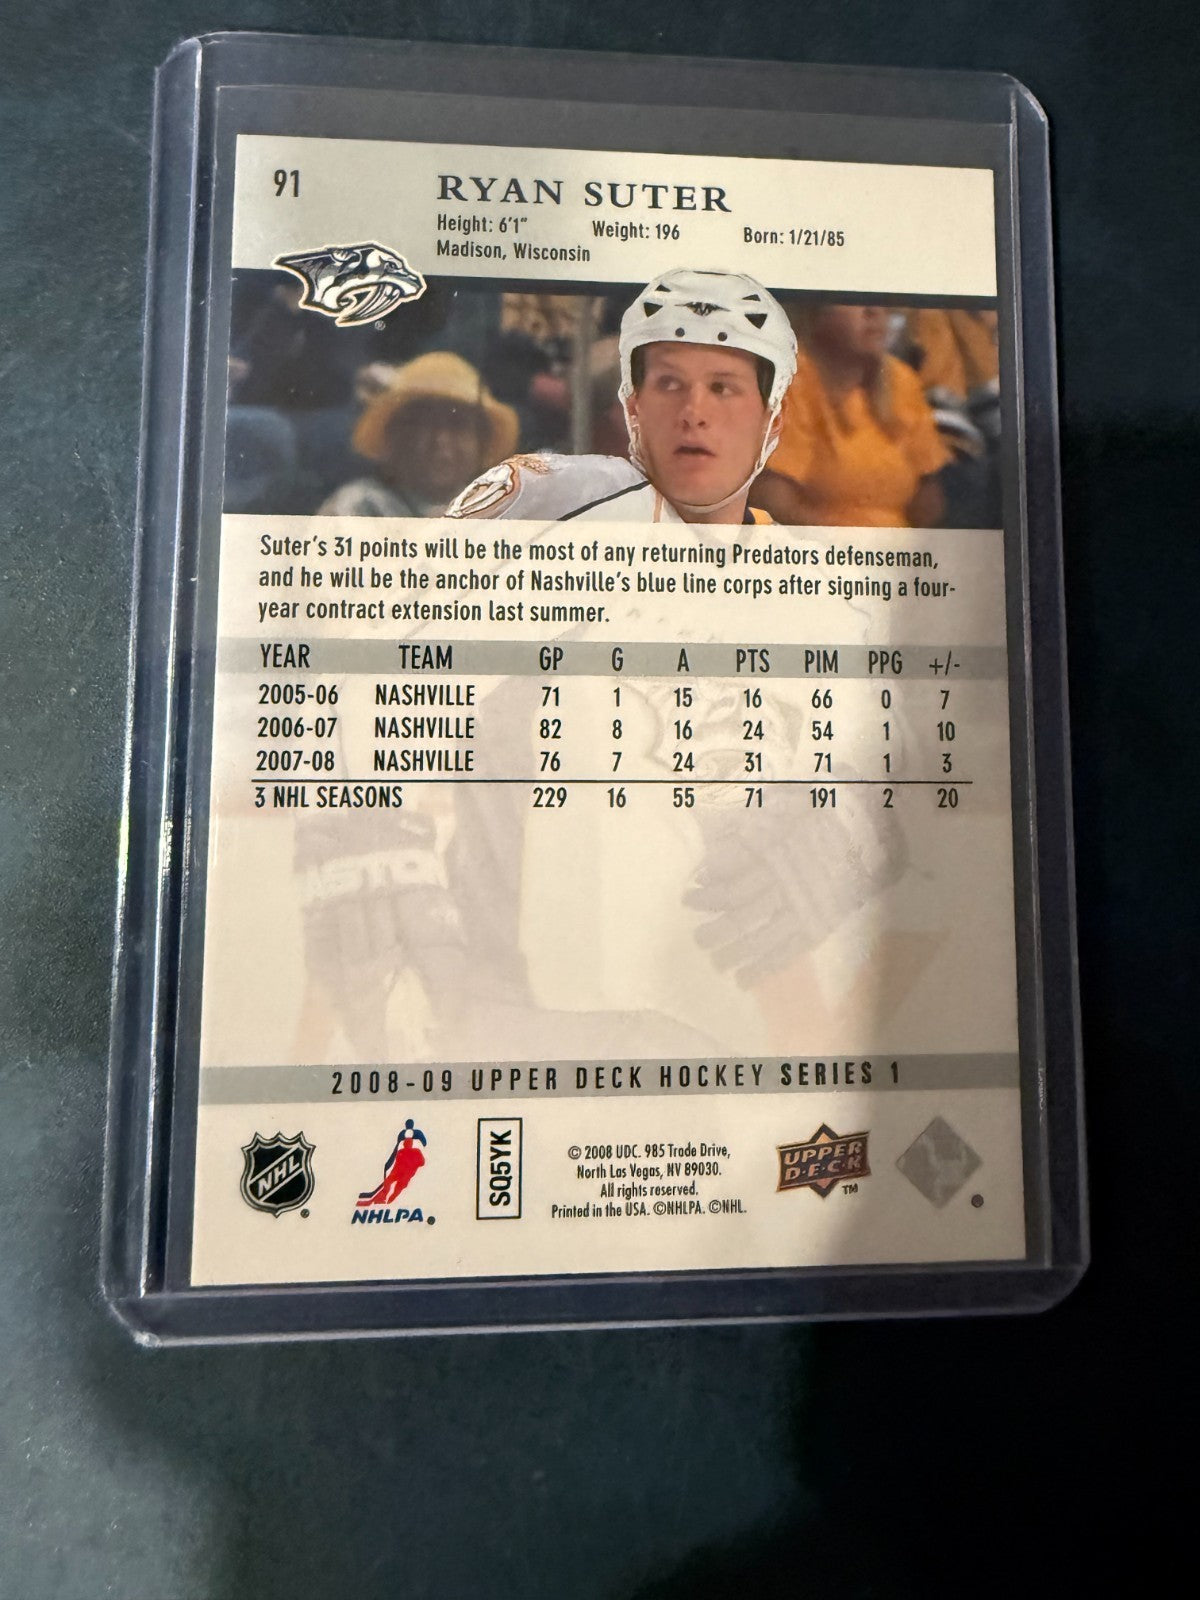 91
RYAN SUTER
Height: 6'1" Weight: 196 Born: 1/21/85
Madison, Wisconsin
®
Suter's 31 points will be the most of any returning Predators defenseman,
and he will be the anchor of Nashville's blue line corps after signing a four-
year contract extension last summer.
YEAR TEAM GP G A PTS PIM PPG +/-
2005-06 NASHVILLE 71 1 15 16 66 0 7
2006-07 NASHVILLE 82 8 16 24 54 1 10
2007-08 NASHVILLE 76 7 24 31 71 1 3
3 NHL SEASONS 229 16 55 71 191 2 20
EASTON
2008-09 UPPER DECK HOCKEY SERIES 1
NHL ®
NHLPA ®
SQ5YK
© 2008 UDC. 985 Trade Drive,
North Las Vegas, NV 89030.
All rights reserved.
Printed in the USA. ©NHLPA. ©NHL.
UPPER
DECK
TM